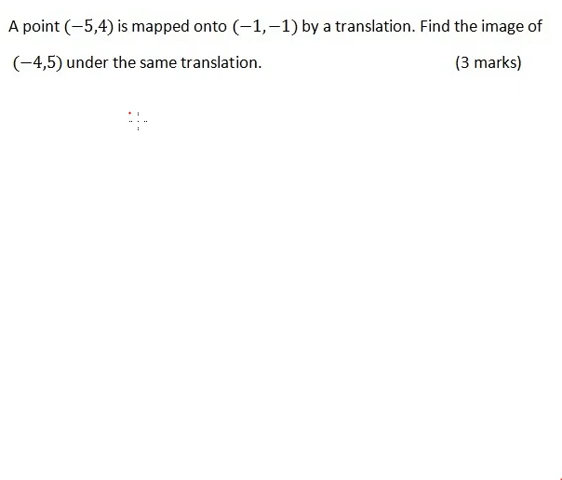 A point (−5,4) is mapped onto (−1,−1) by a translation. Find the image of
(−4,5) under the same translation. (3 marks)